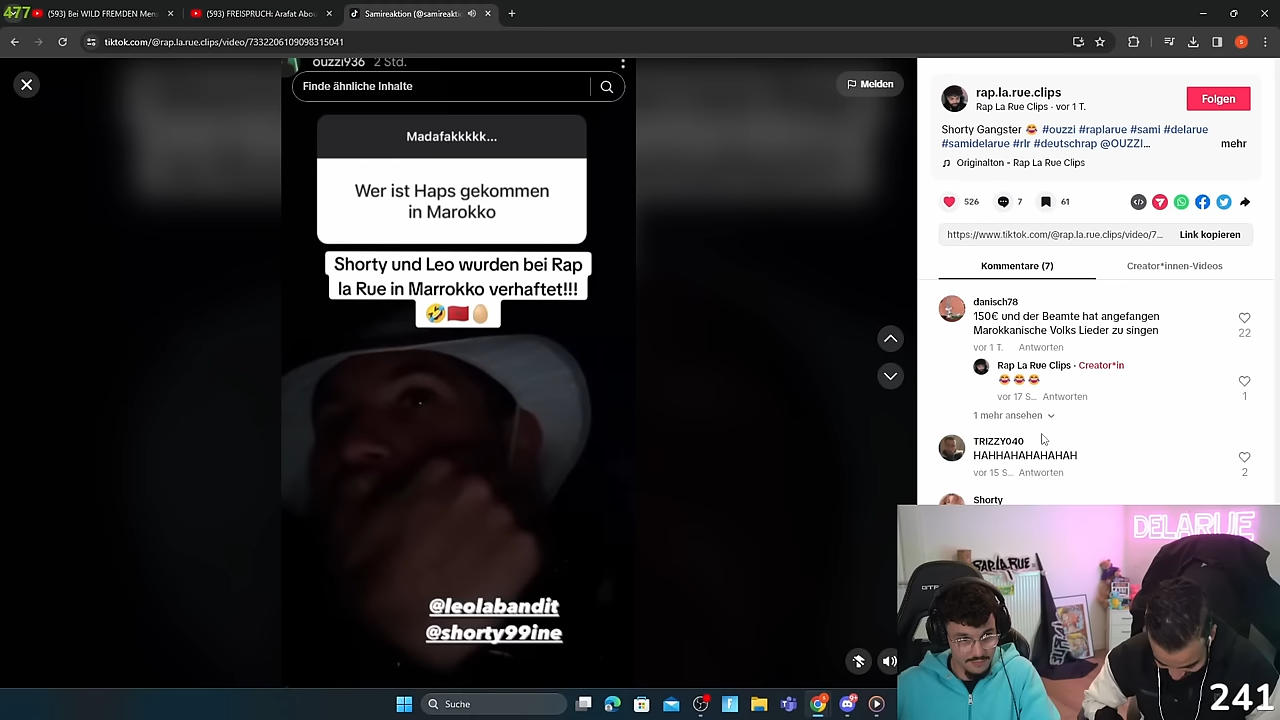 477
(593) Bei WILD FREMDEN Men
(593) FREISPRUCH: Arafat Abou
Samireaktion (@samireakti
tiktok.com/@rap.la.rue.clips/video/7332206109098315041
ouzzi936 2 Std.
Finde ähnliche Inhalte
Melden
Madafakkkkk...
Wer ist Haps gekommen
in Marokko
Shorty und Leo wurden bei Rap
la Rue in Marrokko verhaftet!!!
🤣🇲🇦🥚
@leolabandit
@shorty99ine
rap.la.rue.clips
Rap La Rue Clips · vor 1 T.
Folgen
Shorty Gangster 😂 #ouzzi #raplarue #sami #delarue
#samidelarue #rlr #deutschrap @OUZZI...
mehr
Originalton - Rap La Rue Clips
526
7
61
https://www.tiktok.com/@rap.la.rue.clips/video/7...
Link kopieren
Kommentare (7)
Creator*innen-Videos
danisch78
150€ und der Beamte hat angefangen
Marokkanische Volks Lieder zu singen
22
vor 1 T. Antworten
Rap La Rue Clips · Creator*in
😂😂😂
1
vor 17 S... Antworten
1 mehr ansehen
TRIZZY040
HAHHAHAHAHAHAH
2
vor 15 S... Antworten
Shorty
DELARUE
RAP LA RUE
241
Suche